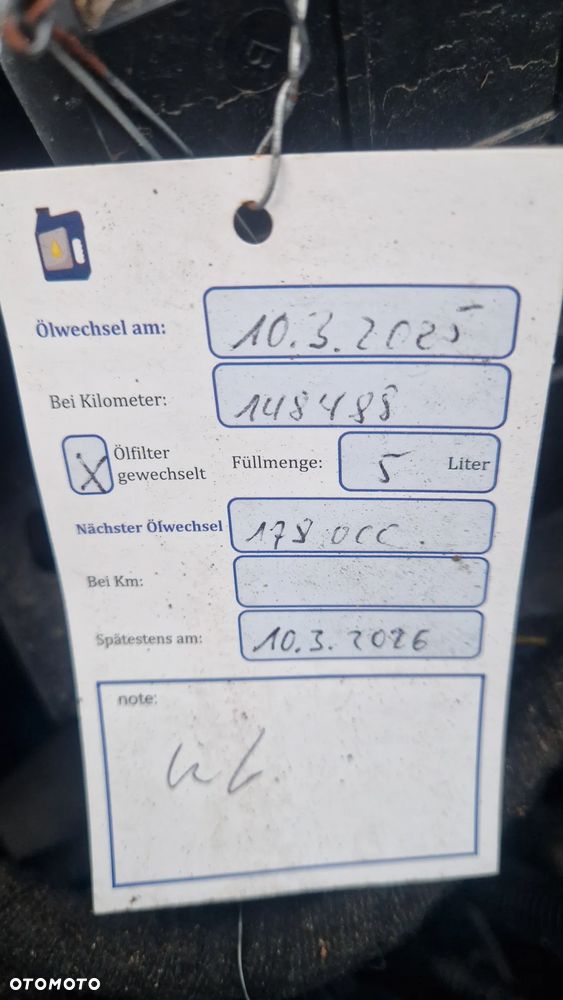 Ölwechsel am: 10.3.2025
Bei Kilometer: 148488
X Ölfilter gewechselt Füllmenge: 5 Liter
Nächster Ölwechsel 178 000.
Bei Km:
Spätestens am: 10.3.2026
note:
OTOMOTO